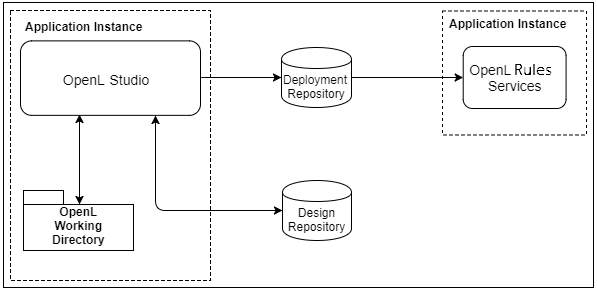 Application Instance
OpenL Studio
Deployment
Repository
Application Instance
OpenL Rules
Services
OpenL
Working
Directory
Design
Repository